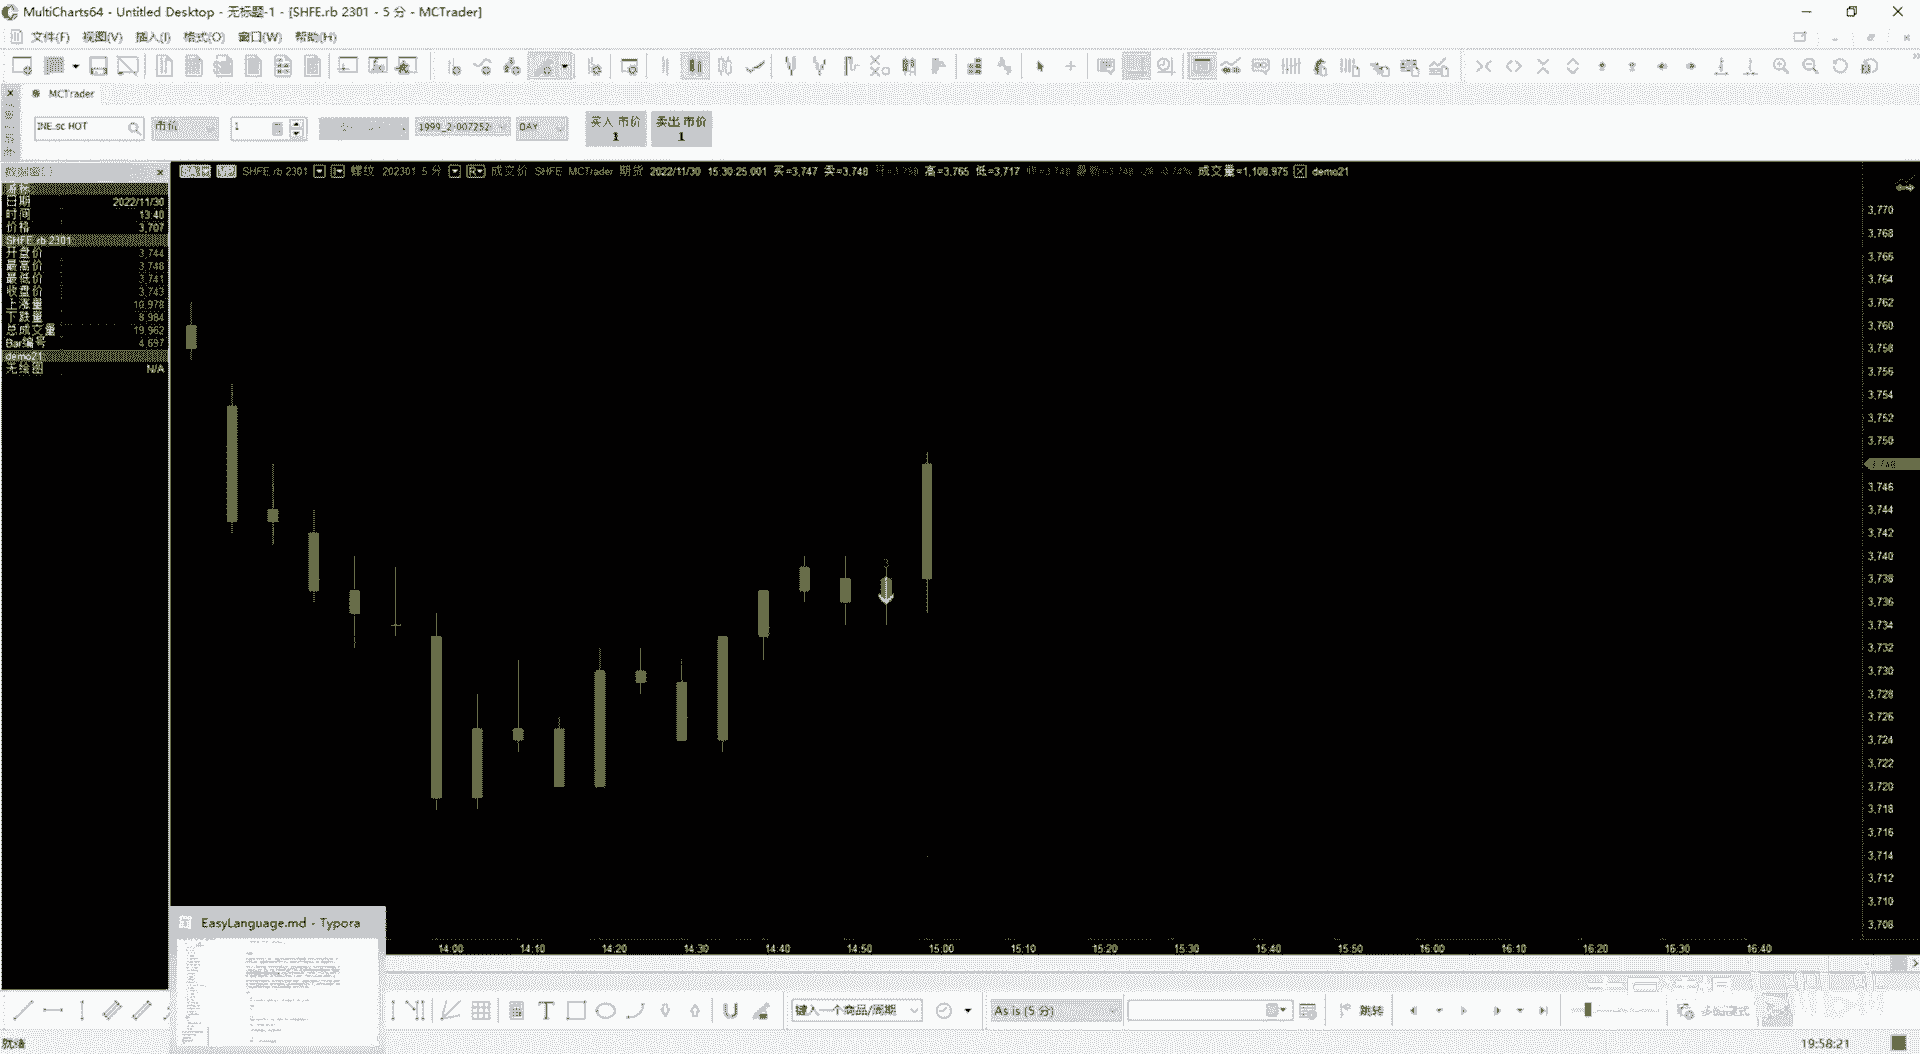 MultiCharts64 - Untitled Desktop - 无标题-1 - [SHFE.rb 2301 - 5 分 - MCTrader]
文件(F) 视图(V) 插入(I) 格式(O) 窗口(W) 帮助(H)
MCTrader
INE.sc HOT 市价 1 1999_2-007252 DAY 买入 市价 1 卖出 市价 1
SHFE.rb 2301 螺纹 202301 5 分 成交价 SHFE MCTrader 期货 2022/11/30 15:30:25.001 买=3,747 卖=3,748 高=3,765 低=3,717 成交量=1,108,975 demo21
数据窗口
游标
日期 2022/11/30
时间 13:40
价格 3,707
SHFE.rb 2301
开盘价 3,744
最高价 3,748
最低价 3,741
收盘价 3,743
上涨量 10,978
下跌量 8,984
总成交量 19,962
Bar编号 4,697
demo21
无绘图 N/A
3,770
3,768
3,766
3,764
3,762
3,760
3,758
3,756
3,754
3,752
3,750
3,746
3,744
3,742
3,740
3,738
3,736
3,734
3,732
3,730
3,728
3,726
3,724
3,722
3,720
3,718
3,716
3,714
3,712
3,710
3,708
EasyLanguage.md - Typora
14:00 14:10 14:20 14:30 14:40 14:50 15:00 15:10 15:20 15:30 15:40 15:50 16:00 16:10 16:20 16:30 16:40
键入一个商品/周期 As is (5 分) 跳转
就绪 19:58:21